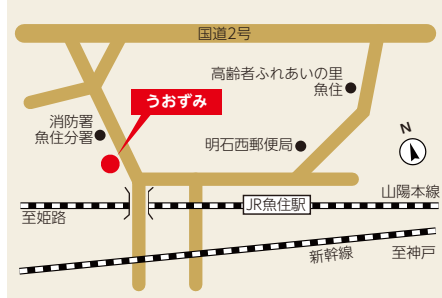 国道2号
高齢者ふれあいの里
魚住
うおずみ
消防署
魚住分署
明石西郵便局
N
山陽本線
JR魚住駅
至姫路
新幹線
至神戸